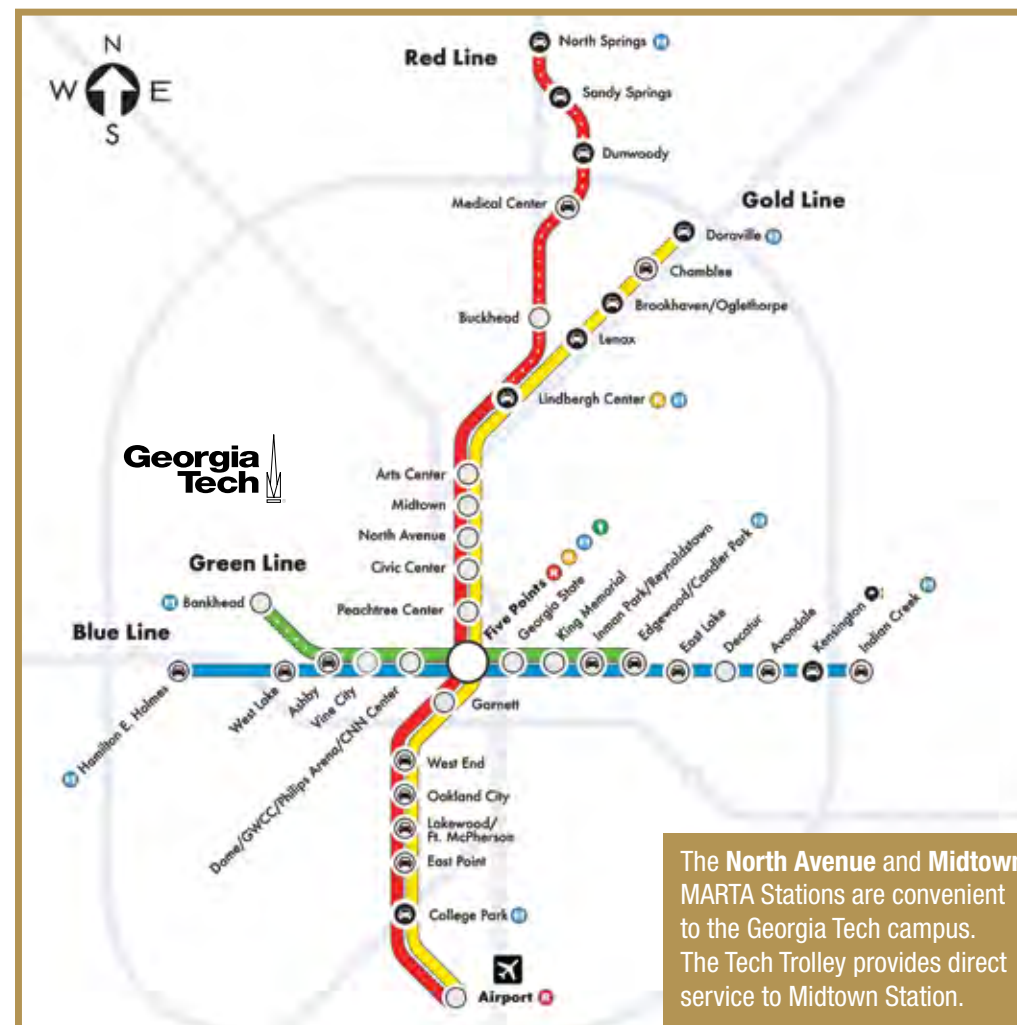 N
W E
S
Red Line
North Springs
Sandy Springs
Dunwoody
Medical Center
Gold Line
Doraville
Chamblee
Brookhaven/Oglethorpe
Buckhead
Lenox
Lindbergh Center
Georgia
Tech
Arts Center
Midtown
North Avenue
Civic Center
Peachtree Center
Green Line
Bankhead
Blue Line
Hamilton E. Holmes
West Lake
Ashby
Vine City
Dome/GWCC/Philips Arena/CNN Center
Five Points
Georgia State
King Memorial
Inman Park/Reynoldstown
Edgewood/Candler Park
East Lake
Decatur
Avondale
Kensington
Indian Creek
Garnett
West End
Oakland City
Lakewood/
Ft. McPherson
East Point
College Park
Airport
The North Avenue and Midtown
MARTA Stations are convenient
to the Georgia Tech campus.
The Tech Trolley provides direct
service to Midtown Station.